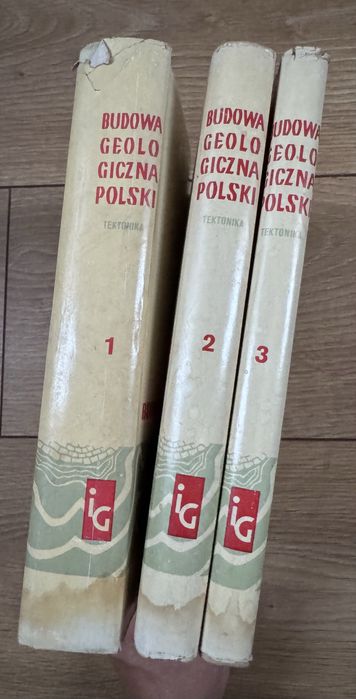 BUDOWA
GEOLO
GICZNA
POLSKI
TEKTONIKA
1
iG
BUDOWA
GEOLO
GICZNA
POLSKI
TEKTONIKA
2
iG
BUDOWA
GEOLO
GICZNA
POLSKI
TEKTONIKA
3
iG